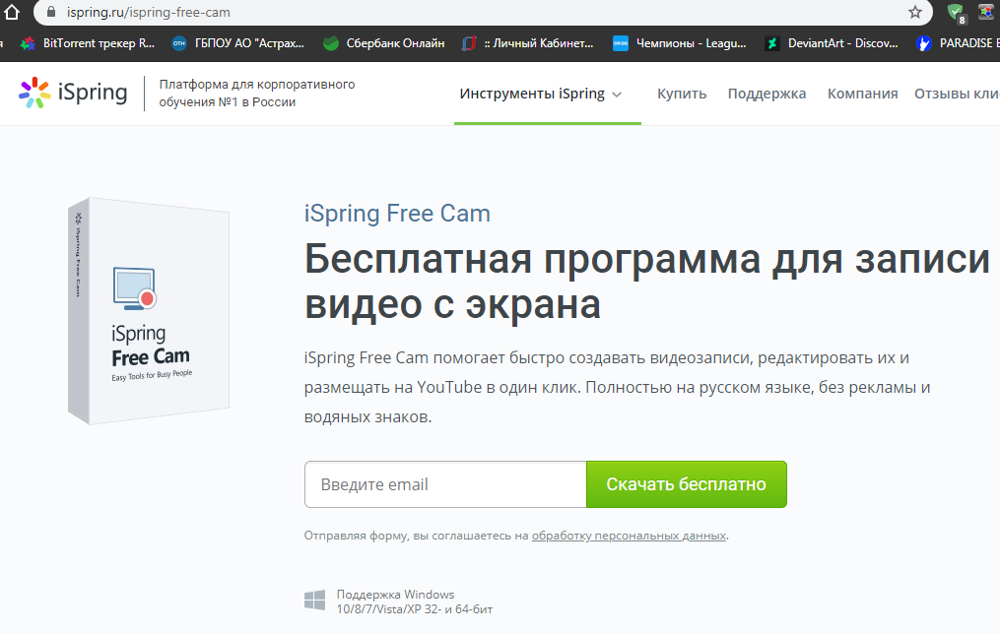 ispring.ru/ispring-free-cam
8
BitTorrent трекер R... ГБПОУ АО "Астрах... Сбербанк Онлайн :: Личный Кабинет... Чемпионы - Leagu... DeviantArt - Discov... PARADISE
iSpring
Платформа для корпоративного
обучения №1 в России
Инструменты iSpring Купить Поддержка Компания Отзывы кли
iSpring Free Cam
iSpring
Free Cam
Easy Tools for Busy People
iSpring Free Cam
Бесплатная программа для записи
видео с экрана
iSpring Free Cam помогает быстро создавать видеозаписи, редактировать их и
размещать на YouTube в один клик. Полностью на русском языке, без рекламы и
водяных знаков.
Введите email Скачать бесплатно
Отправляя форму, вы соглашаетесь на обработку персональных данных.
Поддержка Windows
10/8/7/Vista/XP 32- и 64-бит